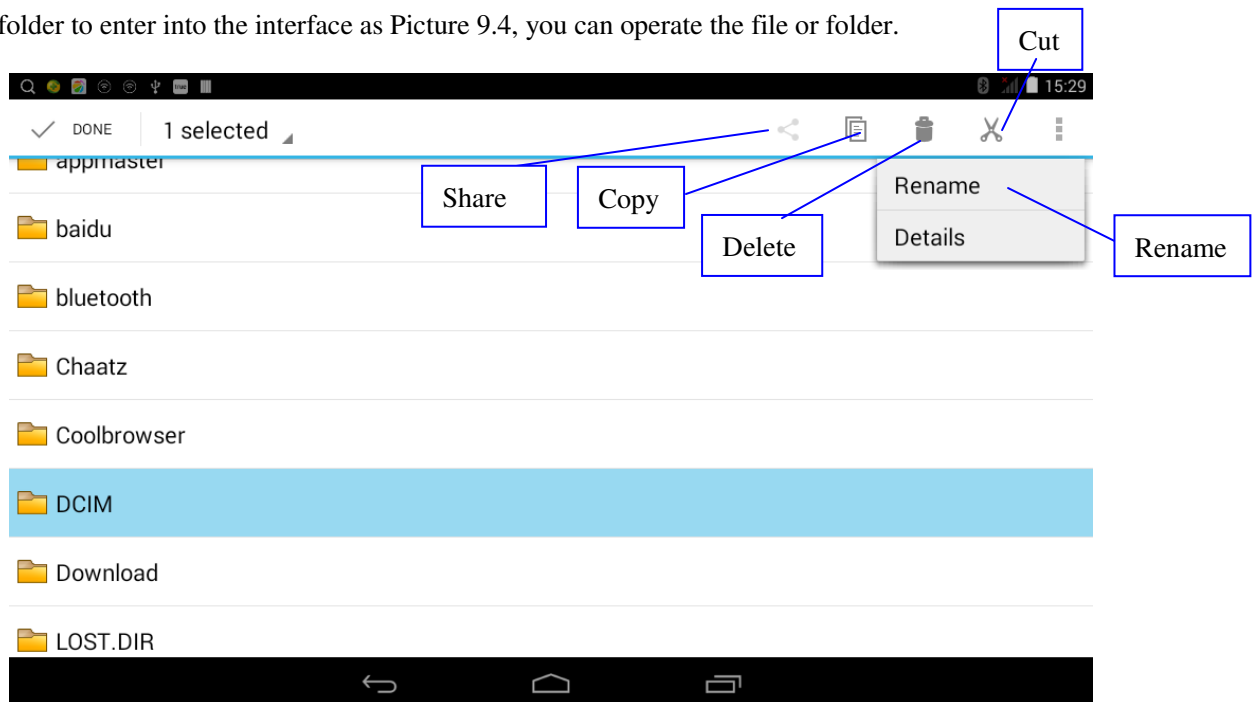 folder to enter into the interface as Picture 9.4, you can operate the file or folder.
Cut
15:29
DONE
1 selected
appmaster
Share
Copy
Delete
Rename
Details
Rename
baidu
bluetooth
Chaatz
Coolbrowser
DCIM
Download
LOST.DIR